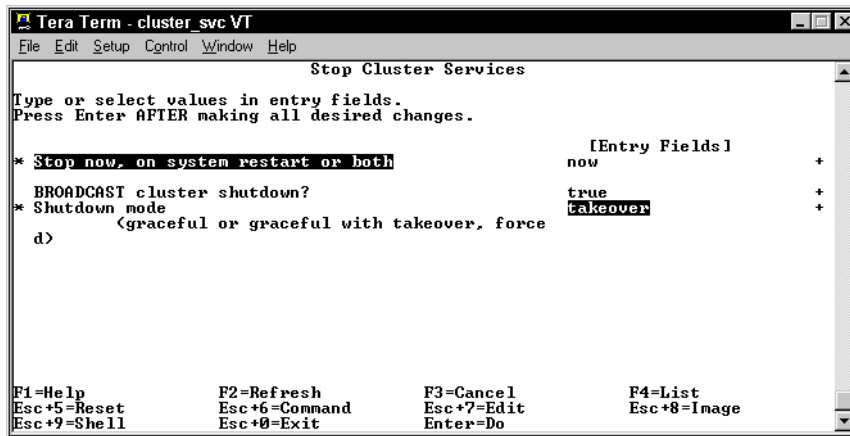 Tera Term - cluster_svc VT
File Edit Setup Control Window Help
Stop Cluster Services
Type or select values in entry fields.
Press Enter AFTER making all desired changes.
[Entry Fields]
* Stop now, on system restart or both now +
BROADCAST cluster shutdown? true +
* Shutdown mode takeover +
(graceful or graceful with takeover, force
d)
F1=Help F2=Refresh F3=Cancel F4=List
Esc+5=Reset Esc+6=Command Esc+7=Edit Esc+8=Image
Esc+9=Shell Esc+0=Exit Enter=Do